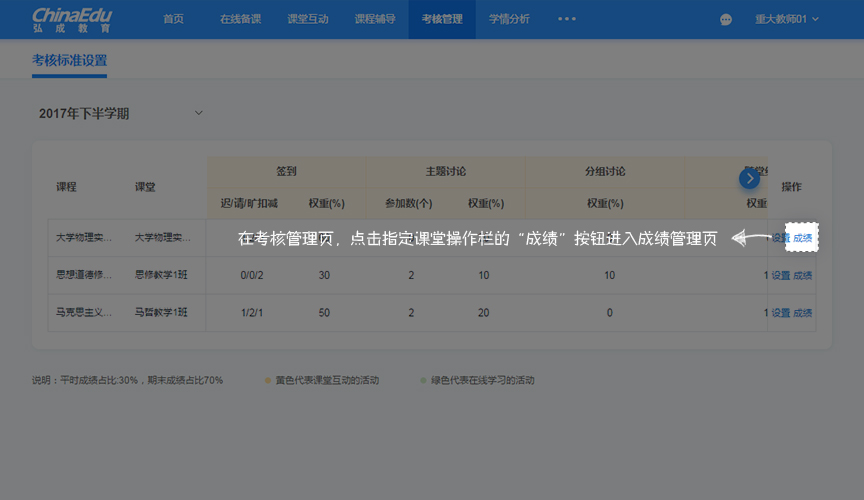 ChinaEdu
弘成教育
首页 在线备课 课堂互动 课程辅导 考核管理 学情分析 ••• 重大教师01
考核标准设置
2017年下半学期
签到 主题讨论 分组讨论
课程 课堂 操作
迟/请/旷扣减 权重(%) 参加数(个) 权重(%) 权重(%) 权重
大学物理实... 大学物理实... 设置 成绩
在考核管理页，点击指定课堂操作栏的“成绩”按钮进入成绩管理页
思想道德修... 思修教学1班 0/0/2 30 2 10 10 1 设置 成绩
马克思主义... 马哲教学1班 1/2/1 50 2 20 0 1 设置 成绩
说明：平时成绩占比:30%，期末成绩占比70% 黄色代表课堂互动的活动 绿色代表在线学习的活动